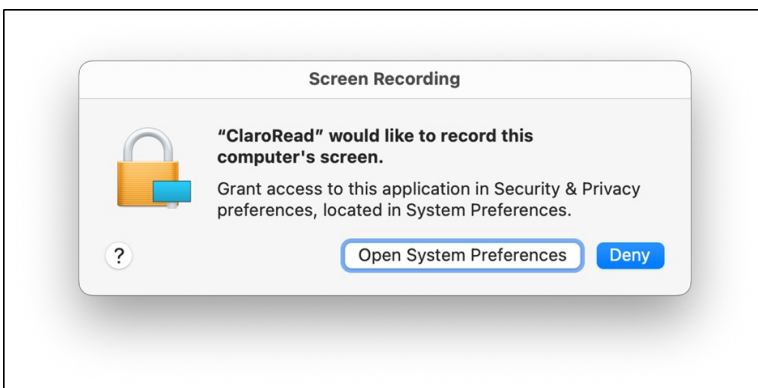 Screen Recording
“ClaroRead” would like to record this
computer's screen.
Grant access to this application in Security & Privacy
preferences, located in System Preferences.
? Open System Preferences Deny